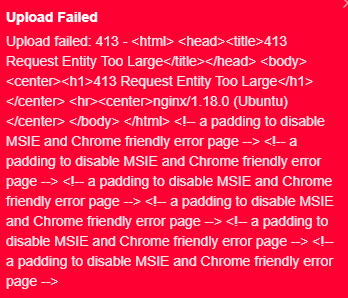 Upload Failed
Upload failed: 413 - <html> <head><title>413
Request Entity Too Large</title></head> <body>
<center><h1>413 Request Entity Too Large</h1>
</center> <hr><center>nginx/1.18.0 (Ubuntu)
</center> </body> </html> <!-- a padding to disable
MSIE and Chrome friendly error page --> <!-- a
padding to disable MSIE and Chrome friendly error
page --> <!-- a padding to disable MSIE and Chrome
friendly error page --> <!-- a padding to disable
MSIE and Chrome friendly error page --> <!-- a padding to
disable MSIE and Chrome friendly error page --> <!--
a padding to disable MSIE and Chrome friendly error
page -->